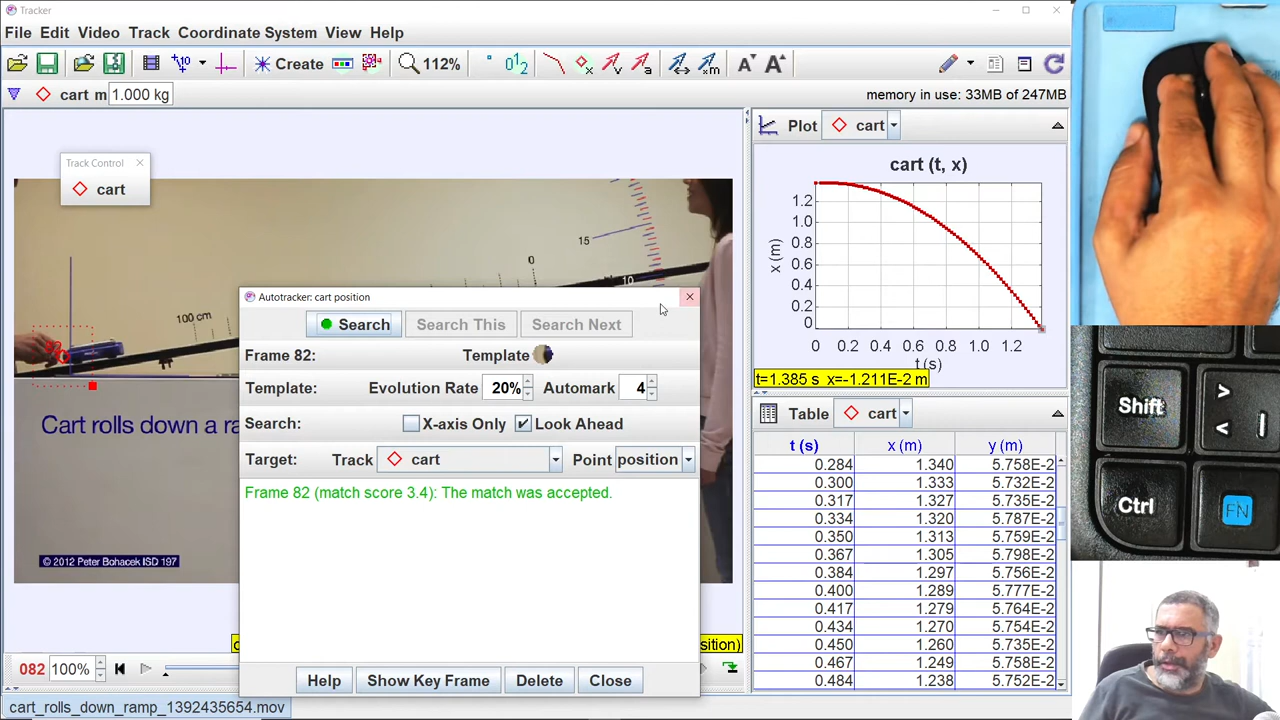 Tracker
File Edit Video Track Coordinate System View Help
Create 112%
cart m 1.000 kg
memory in use: 33MB of 247MB
Track Control
cart
15
0
10
100 cm
Cart rolls down a ra
© 2012 Peter Bohacek ISD 197
Autotracker: cart position
Search Search This Search Next
Frame 82: Template
Template: Evolution Rate 20% Automark 4
Search: X-axis Only Look Ahead
Target: Track cart Point position
Frame 82 (match score 3.4): The match was accepted.
Help Show Key Frame Delete Close
osition)
082 100%
cart_rolls_down_ramp_1392435654.mov
Plot cart
cart (t, x)
x (m)
1.2
1.0
0.8
0.6
0.4
0.2
0
0 0.2 0.4 0.6 0.8 1.0 1.2
t (s)
t=1.385 s x=-1.211E-2 m
Table cart
t (s) x (m) y (m)
0.284 1.340 5.758E-2
0.300 1.333 5.732E-2
0.317 1.327 5.735E-2
0.334 1.320 5.787E-2
0.350 1.313 5.759E-2
0.367 1.305 5.798E-2
0.384 1.297 5.756E-2
0.400 1.289 5.777E-2
0.417 1.279 5.764E-2
0.434 1.270 5.754E-2
0.450 1.260 5.735E-2
0.467 1.249 5.758E-2
0.484 1.238 5.752E-2
Shift
> |
< \
Ctrl
FN